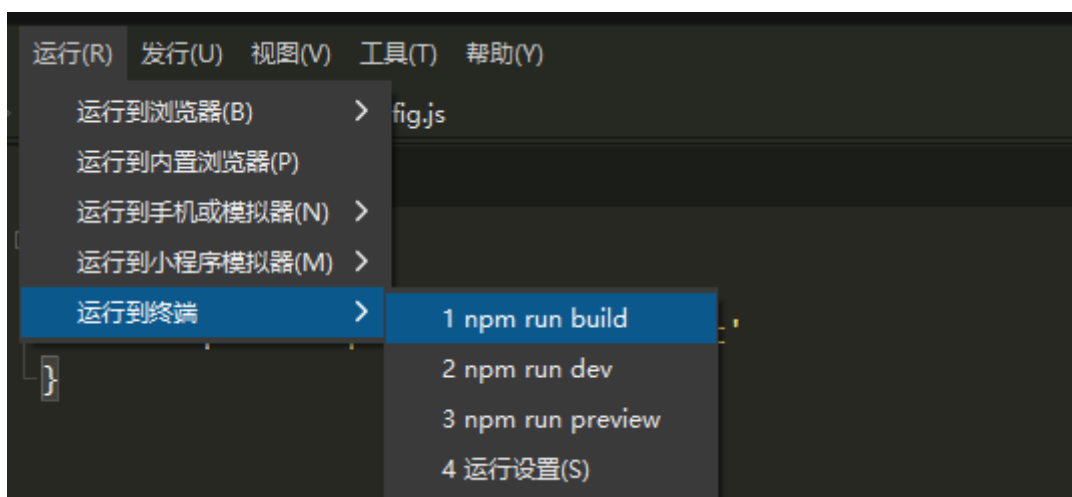 运行(R) 发行(U) 视图(V) 工具(T) 帮助(Y)
运行到浏览器(B) fig.js
运行到内置浏览器(P)
运行到手机或模拟器(N)
运行到小程序模拟器(M)
运行到终端
1 npm run build
'
}
2 npm run dev
3 npm run preview
4 运行设置(S)